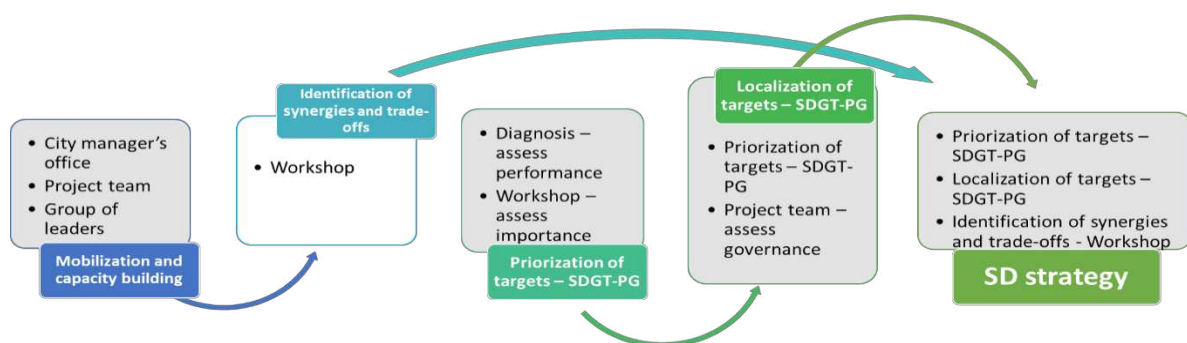 • City manager's
office
• Project team
• Group of
leaders
Mobilization and
capacity building
Identification of
synergies and trade-
offs
• Workshop
• Diagnosis –
assess
performance
• Workshop –
assess
importance
Priorization of
targets – SDGT-PG
Localization of
targets – SDGT-PG
• Priorization of
targets – SDGT-
PG
• Project team –
assess
governance
• Priorization of targets –
SDGT-PG
• Localization of targets –
SDGT-PG
• Identification of synergies
and trade-offs - Workshop
SD strategy